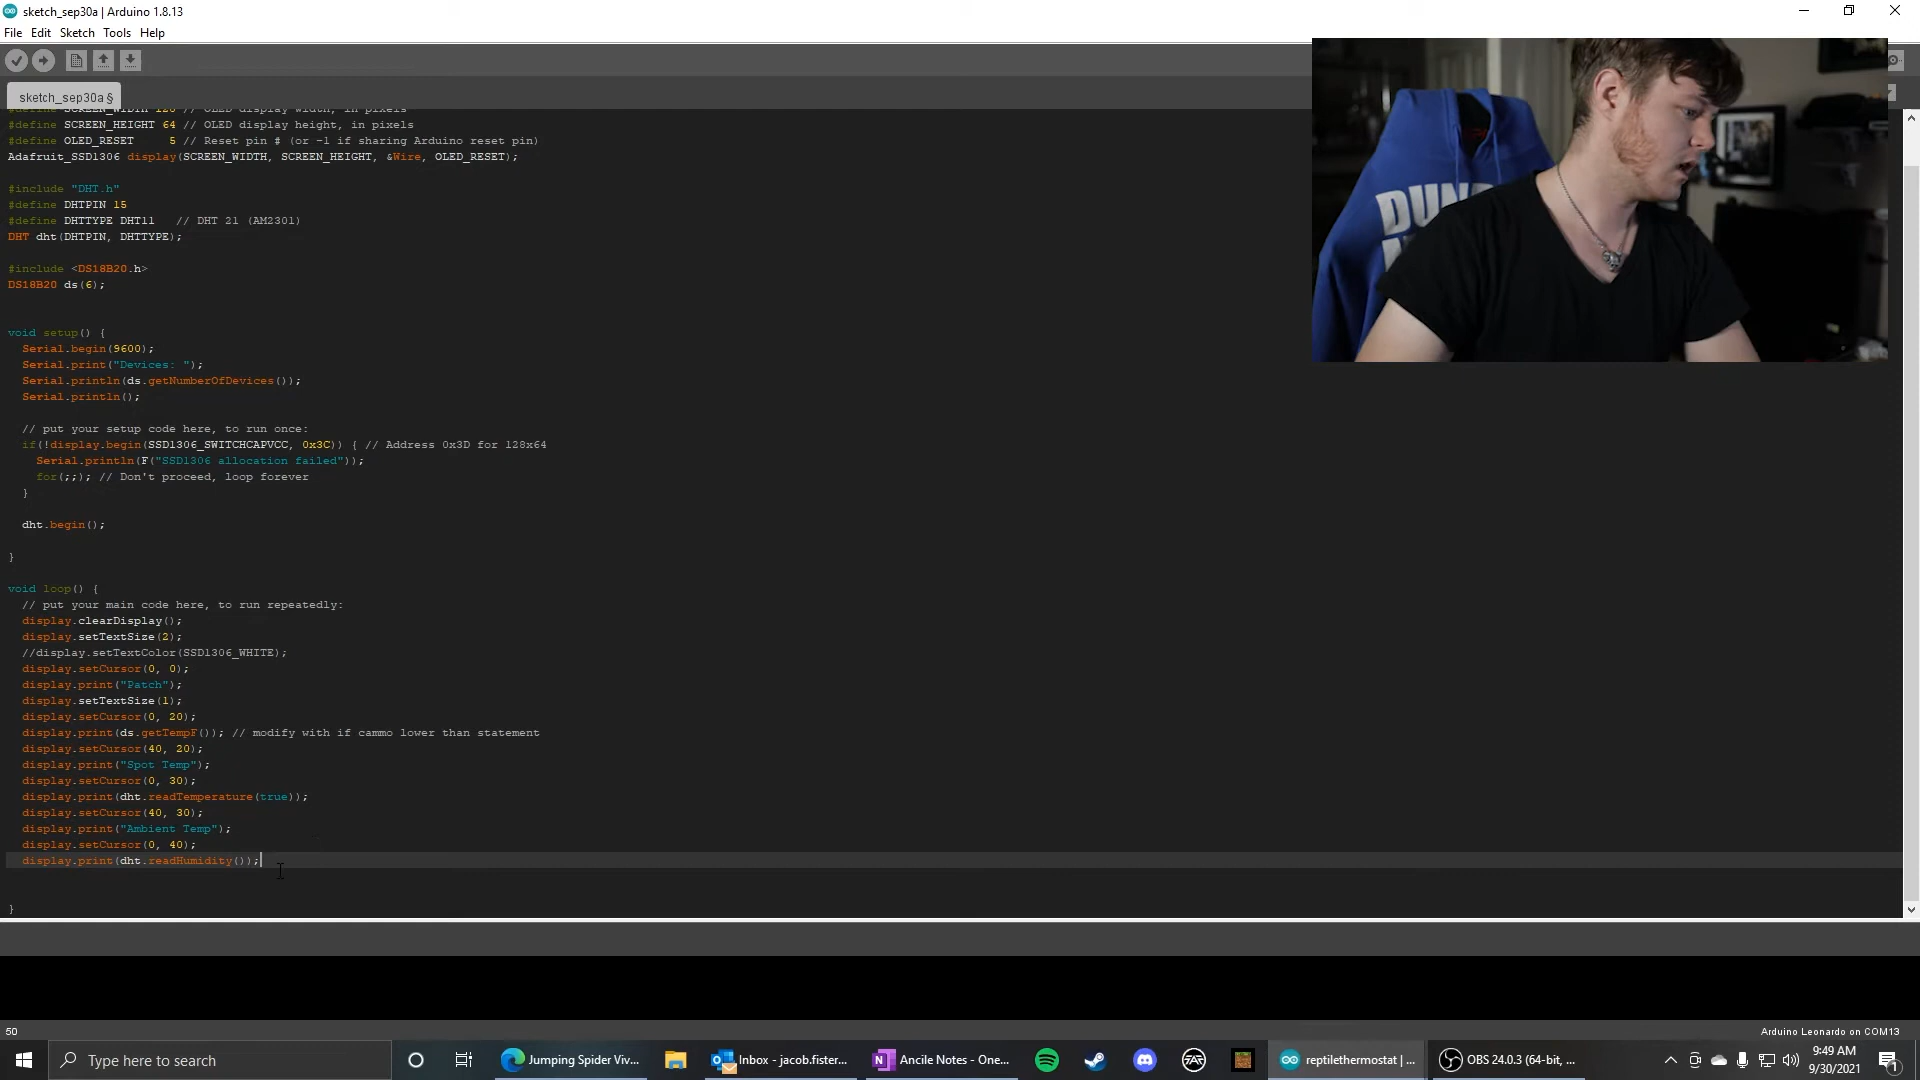 sketch_sep30a | Arduino 1.8.13
File Edit Sketch Tools Help
sketch_sep30a §
#define SCREEN_WIDTH 128 // OLED display width, in pixels
#define SCREEN_HEIGHT 64 // OLED display height, in pixels
#define OLED_RESET     5 // Reset pin # (or -1 if sharing Arduino reset pin)
Adafruit_SSD1306 display(SCREEN_WIDTH, SCREEN_HEIGHT, &Wire, OLED_RESET);
#include "DHT.h"
#define DHTPIN 15
#define DHTTYPE DHT11   // DHT 21 (AM2301)
DHT dht(DHTPIN, DHTTYPE);
#include <DS18B20.h>
DS18B20 ds(6);
void setup() {
Serial.begin(9600);
Serial.print("Devices: ");
Serial.println(ds.getNumberOfDevices());
Serial.println();
// put your setup code here, to run once:
if(!display.begin(SSD1306_SWITCHCAPVCC, 0x3C)) { // Address 0x3D for 128x64
Serial.println(F("SSD1306 allocation failed"));
for(;;); // Don't proceed, loop forever
}
dht.begin();
}
void loop() {
// put your main code here, to run repeatedly:
display.clearDisplay();
display.setTextSize(2);
//display.setTextColor(SSD1306_WHITE);
display.setCursor(0, 0);
display.print("Patch");
display.setTextSize(1);
display.setCursor(0, 20);
display.print(ds.getTempF()); // modify with if cammo lower than statement
display.setCursor(40, 20);
display.print("Spot Temp");
display.setCursor(0, 30);
display.print(dht.readTemperature(true));
display.setCursor(40, 30);
display.print("Ambient Temp");
display.setCursor(0, 40);
display.print(dht.readHumidity());
}
50
Arduino Leonardo on COM13
Type here to search
Jumping Spider Viv...
Inbox - jacob.fister...
Ancile Notes - One...
reptilethermostat | ...
OBS 24.0.3 (64-bit, ...
9:49 AM
9/30/2021
1